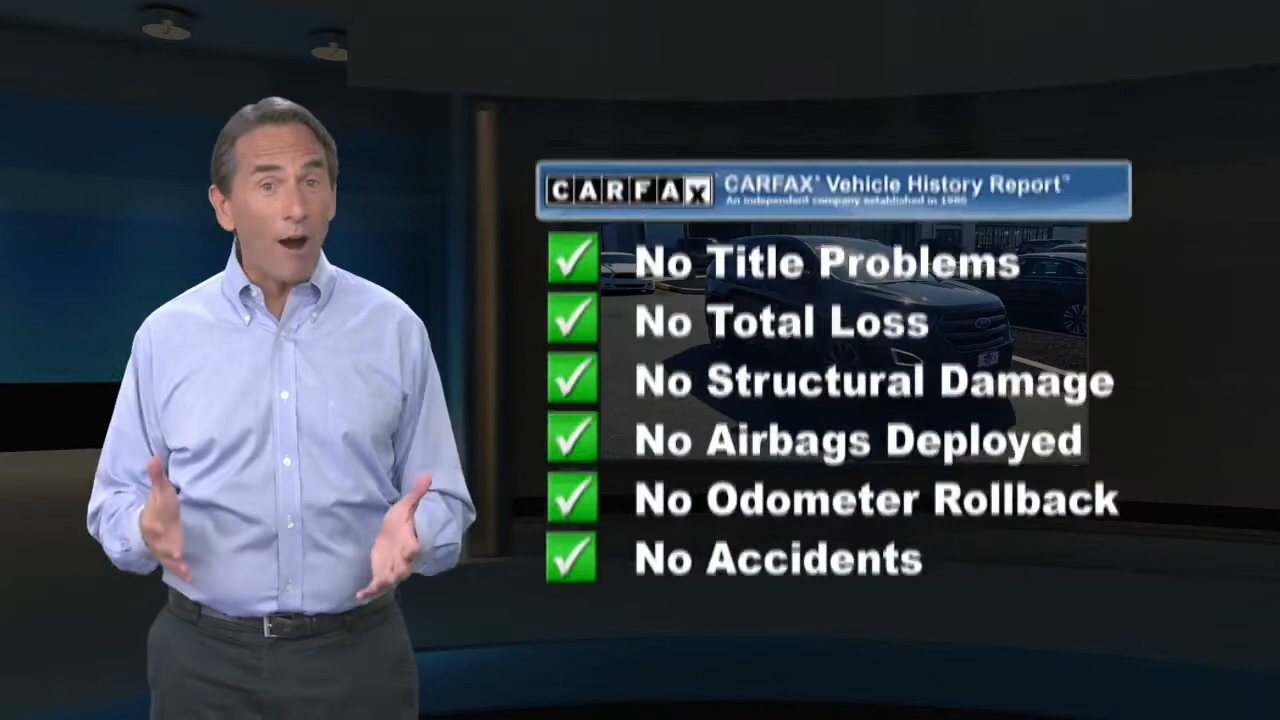 CARFAX CARFAX® Vehicle History Report™
An independent company established in 1986
No Title Problems
No Total Loss
No Structural Damage
No Airbags Deployed
No Odometer Rollback
No Accidents